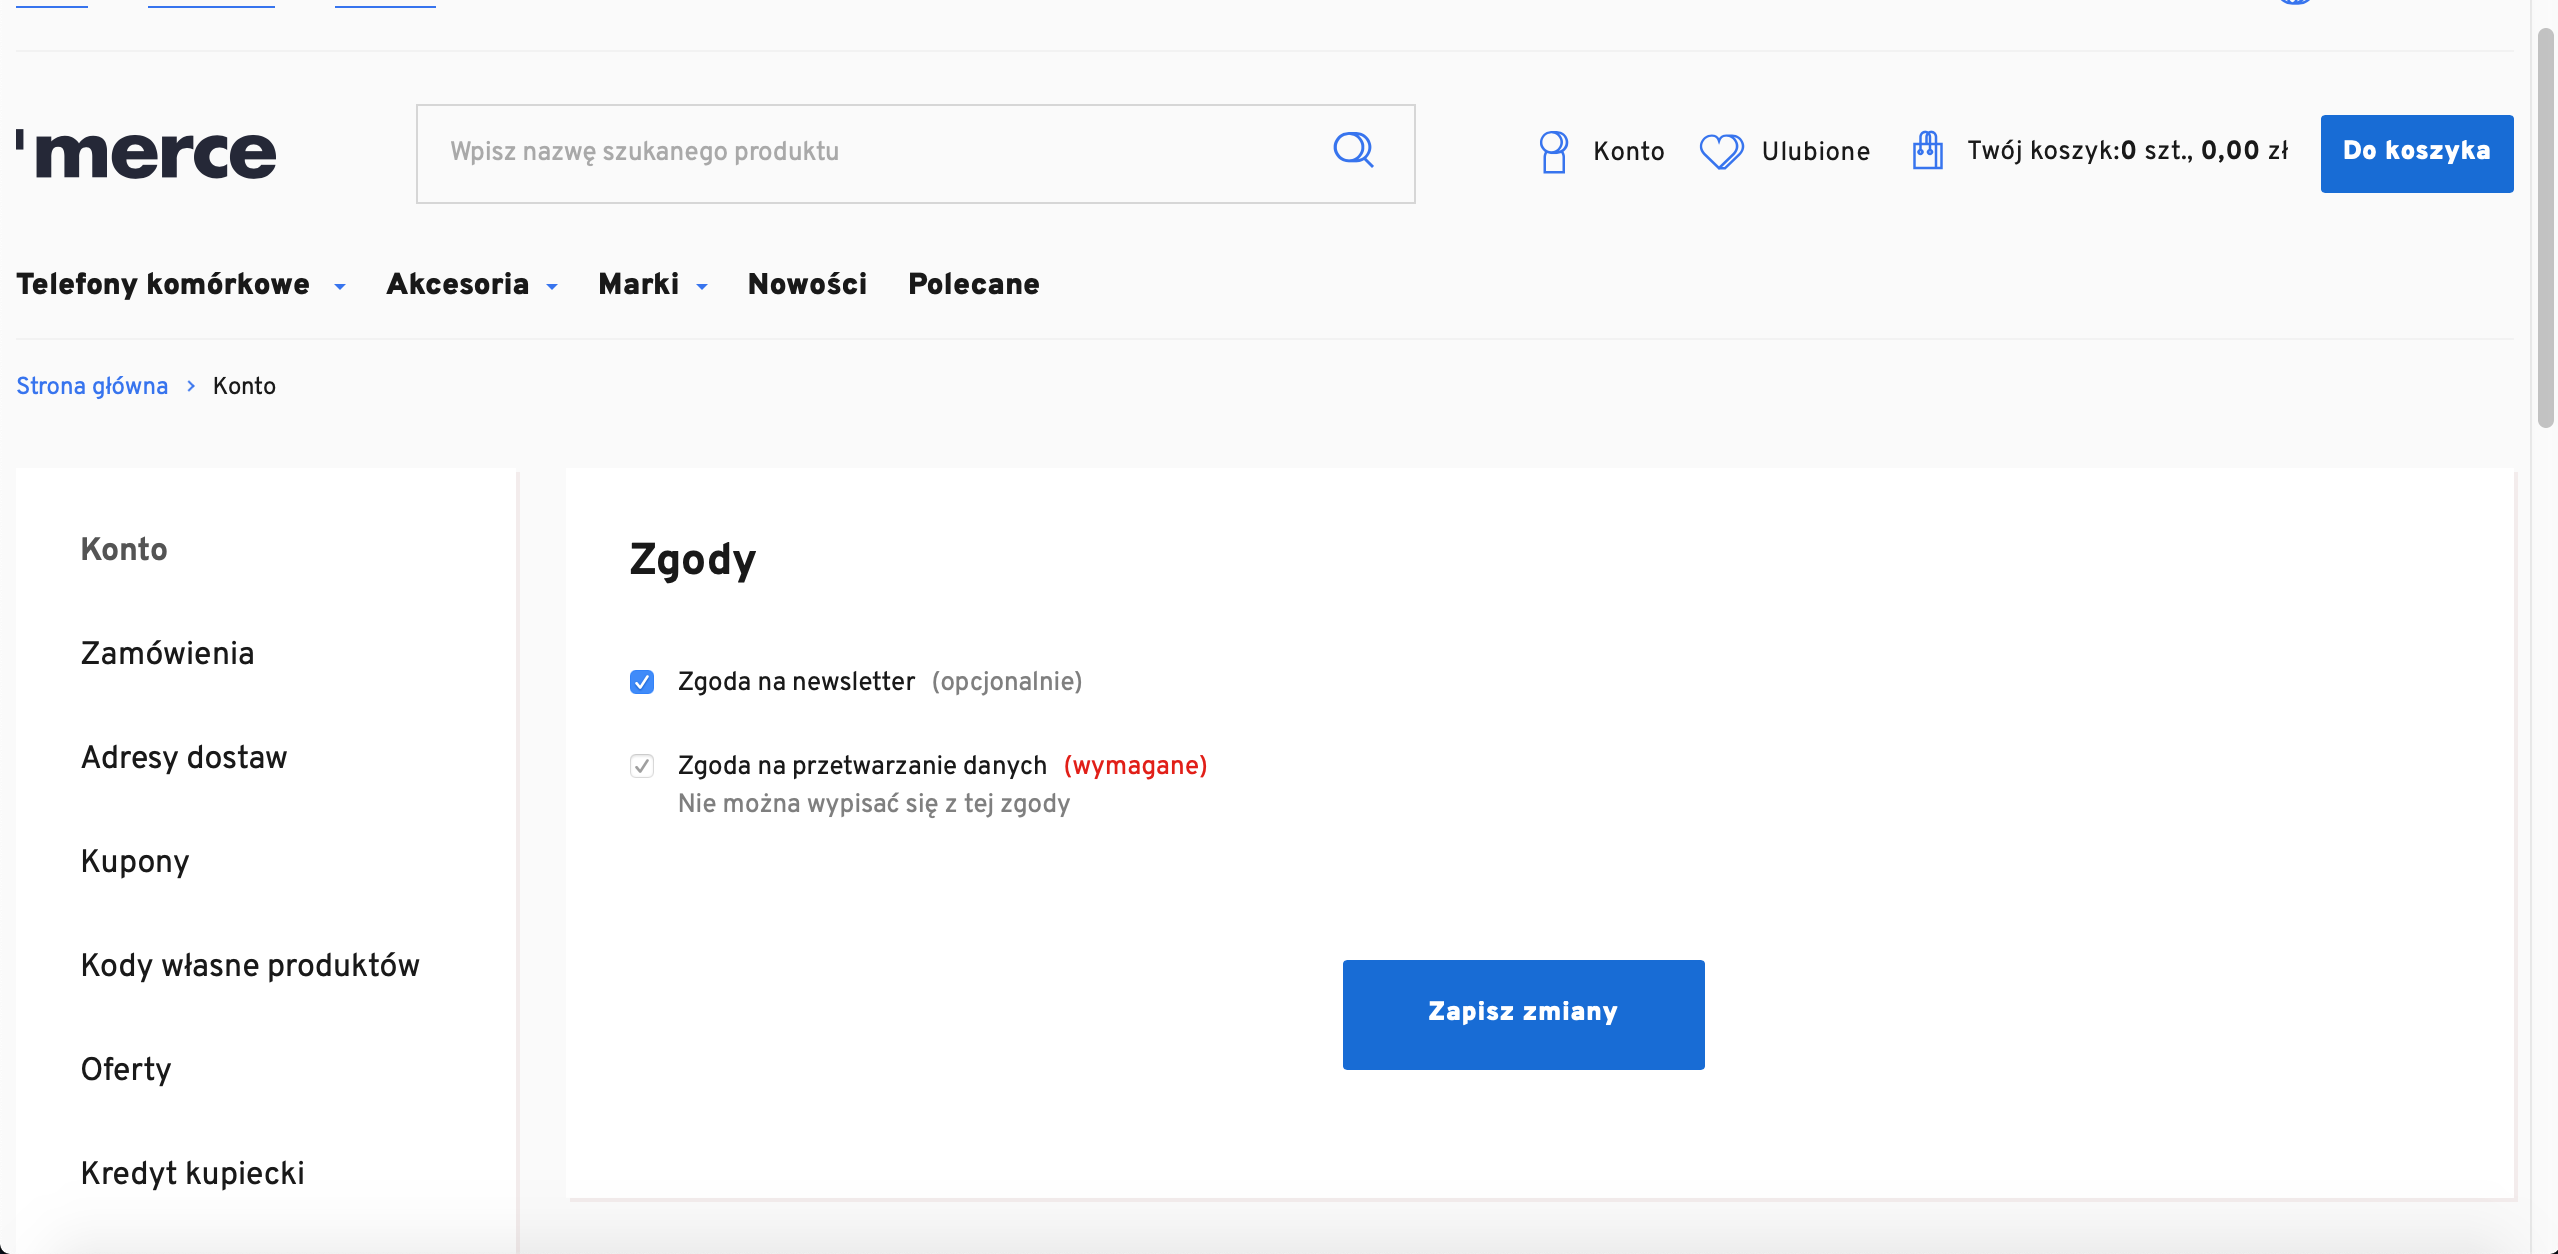 'merce
Wpisz nazwę szukanego produktu
Konto
Ulubione
Twój koszyk:0 szt., 0,00 zł
Do koszyka
Telefony komórkowe
Akcesoria
Marki
Nowości
Polecane
Strona główna > Konto
Konto
Zamówienia
Adresy dostaw
Kupony
Kody własne produktów
Oferty
Kredyt kupiecki
Zgody
Zgoda na newsletter (opcjonalnie)
Zgoda na przetwarzanie danych (wymagane)
Nie można wypisać się z tej zgody
Zapisz zmiany